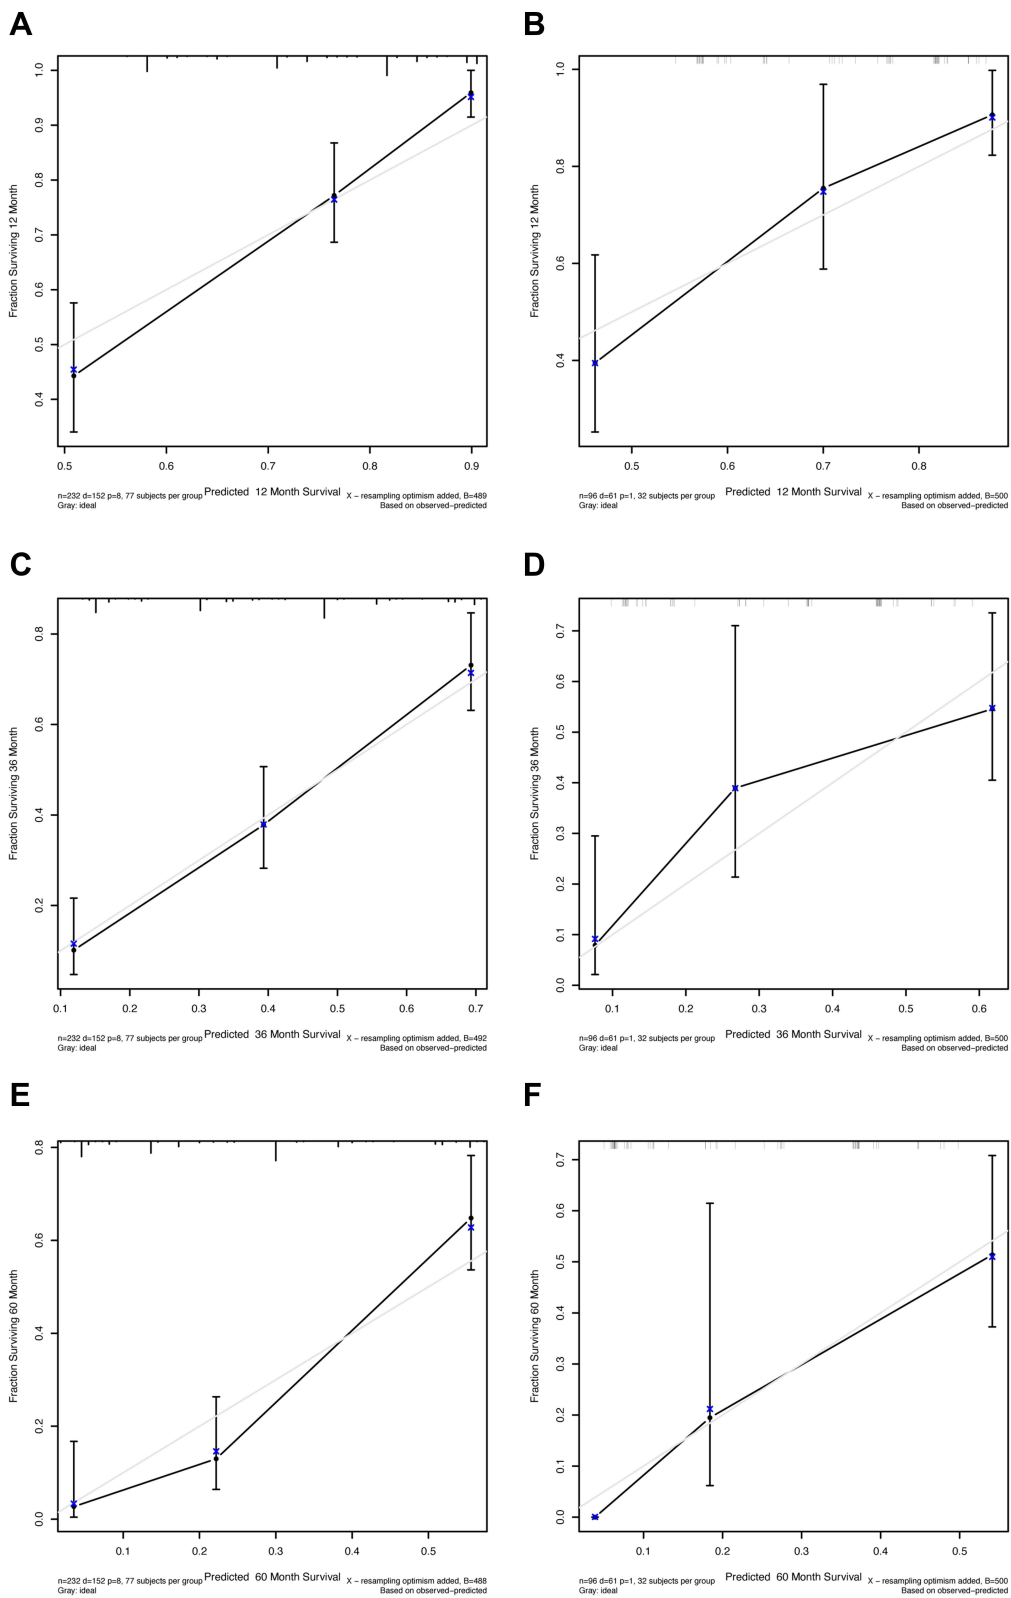 A
Fraction Surviving 12 Month
1.0
0.9
0.8
0.7
0.6
0.5
0.4
0.5 0.6 0.7 0.8 0.9
n=232 d=152 p=8, 77 subjects per group Predicted 12 Month Survival X − resampling optimism added, B=489
Gray: ideal Based on observed−predicted
B
Fraction Surviving 12 Month
1.0
0.8
0.6
0.4
0.5 0.6 0.7 0.8
n=96 d=61 p=1, 32 subjects per group Predicted 12 Month Survival X − resampling optimism added, B=500
Gray: ideal Based on observed−predicted
C
Fraction Surviving 36 Month
0.8
0.6
0.4
0.2
0.1 0.2 0.3 0.4 0.5 0.6 0.7
n=232 d=152 p=8, 77 subjects per group Predicted 36 Month Survival X − resampling optimism added, B=492
Gray: ideal Based on observed−predicted
D
Fraction Surviving 36 Month
0.7
0.6
0.5
0.4
0.3
0.2
0.1
0.0
0.1 0.2 0.3 0.4 0.5 0.6
n=96 d=61 p=1, 32 subjects per group Predicted 36 Month Survival X − resampling optimism added, B=500
Gray: ideal Based on observed−predicted
E
Fraction Surviving 60 Month
0.8
0.6
0.4
0.2
0.0
0.1 0.2 0.3 0.4 0.5
n=232 d=152 p=8, 77 subjects per group Predicted 60 Month Survival X − resampling optimism added, B=488
Gray: ideal Based on observed−predicted
F
Fraction Surviving 60 Month
0.7
0.6
0.5
0.4
0.3
0.2
0.1
0.0
0.1 0.2 0.3 0.4 0.5
n=96 d=61 p=1, 32 subjects per group Predicted 60 Month Survival X − resampling optimism added, B=500
Gray: ideal Based on observed−predicted